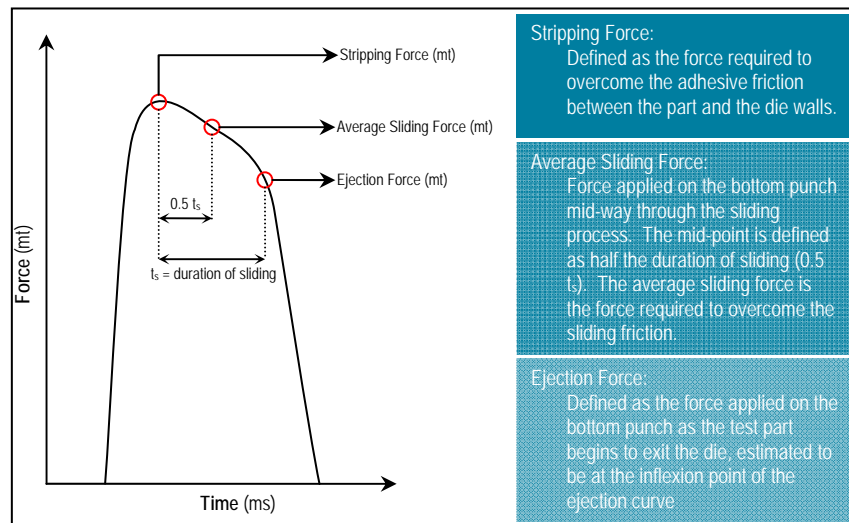 Stripping Force (mt)
Average Sliding Force (mt)
Ejection Force (mt)
0.5 ts
ts = duration of sliding
Force (mt)
Time (ms)
Stripping Force:
Defined as the force required to
overcome the adhesive friction
between the part and the die walls.
Average Sliding Force:
Force applied on the bottom punch
mid-way through the sliding
process. The mid-point is defined
as half the duration of sliding (0.5
ts). The average sliding force is
the force required to overcome the
sliding friction.
Ejection Force:
Defined as the force applied on the
bottom punch as the test part
begins to exit the die, estimated to
be at the inflexion point of the
ejection curve